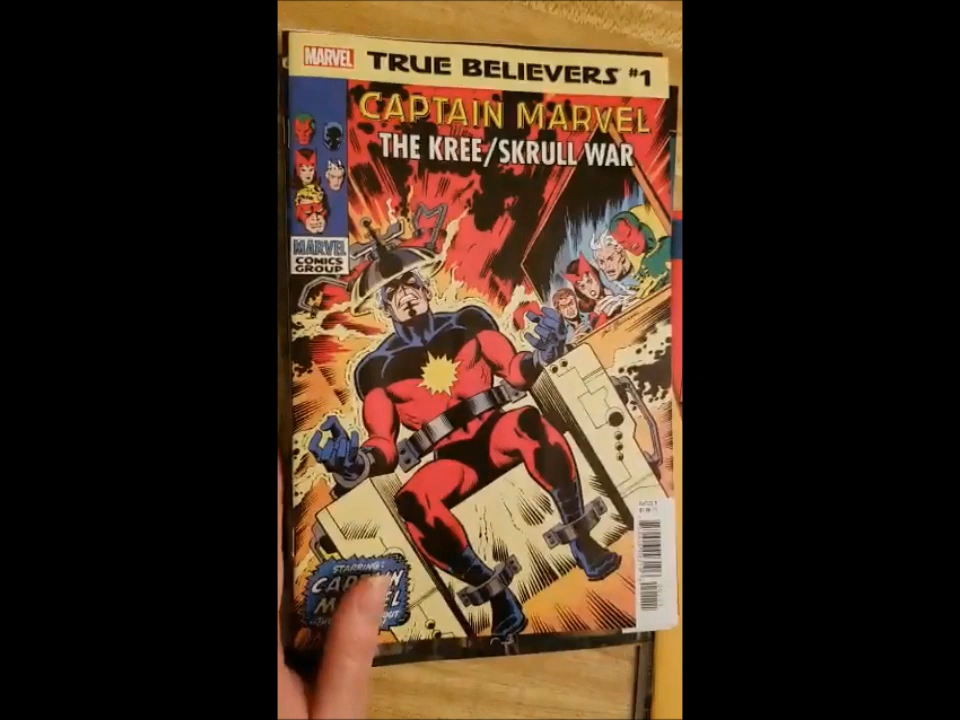 MARVEL
TRUE BELIEVERS #1
CAPTAIN MARVEL
THE KREE/SKRULL WAR
MARVEL
COMICS
GROUP
STARRING: